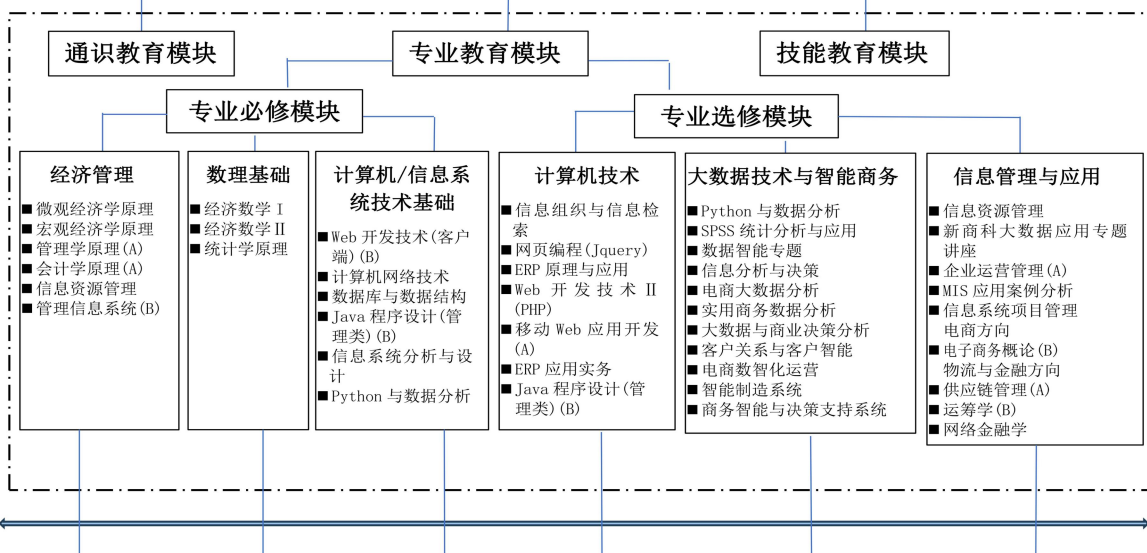 通识教育模块
专业教育模块
技能教育模块
专业必修模块
专业选修模块
经济管理
■微观经济学原理
■宏观经济学原理
■管理学原理(A)
■会计学原理(A)
■信息资源管理
■管理信息系统(B)
数理基础
■经济数学Ⅰ
■经济数学Ⅱ
■统计学原理
计算机/信息系
统技术基础
■Web 开发技术(客户
端)(B)
■计算机网络技术
■数据库与数据结构
■Java 程序设计(管
理类)(B)
■信息系统分析与设
计
■Python 与数据分析
计算机技术
■信息组织与信息检
索
■网页编程(Jquery)
■ERP 原理与应用
■Web 开发技术Ⅱ
(PHP)
■移动 Web 应用开发
(A)
■ERP 应用实务
■Java 程序设计(管
理类)(B)
大数据技术与智能商务
■Python 与数据分析
■SPSS 统计分析与应用
■数据智能专题
■信息分析与决策
■电商大数据分析
■实用商务数据分析
■大数据与商业决策分析
■客户关系与客户智能
■电商数智化运营
■智能制造系统
■商务智能与决策支持系统
信息管理与应用
■信息资源管理
■新商科大数据应用专题
讲座
■企业运营管理(A)
■MIS 应用案例分析
■信息系统项目管理
电商方向
■电子商务概论(B)
物流与金融方向
■供应链管理(A)
■运筹学(B)
■网络金融学